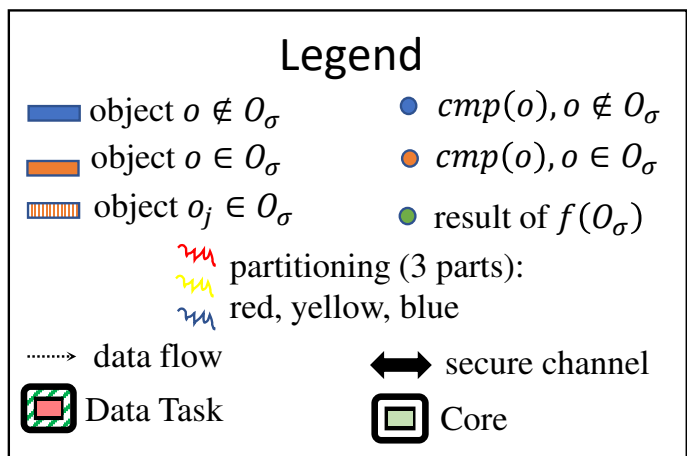 Legend
object o ∉ O_σ
cmp(o), o ∉ O_σ
object o ∈ O_σ
cmp(o), o ∈ O_σ
object o_j ∈ O_σ
result of f(O_σ)
partitioning (3 parts):
red, yellow, blue
data flow
secure channel
Data Task
Core